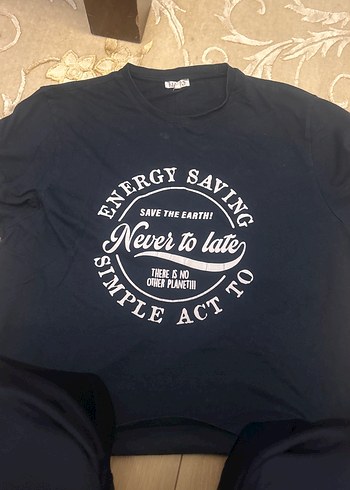 ENERGY SAVING
SAVE THE EARTH!
Never to late
THERE IS NO
OTHER PLANET!!!
SIMPLE ACT TO